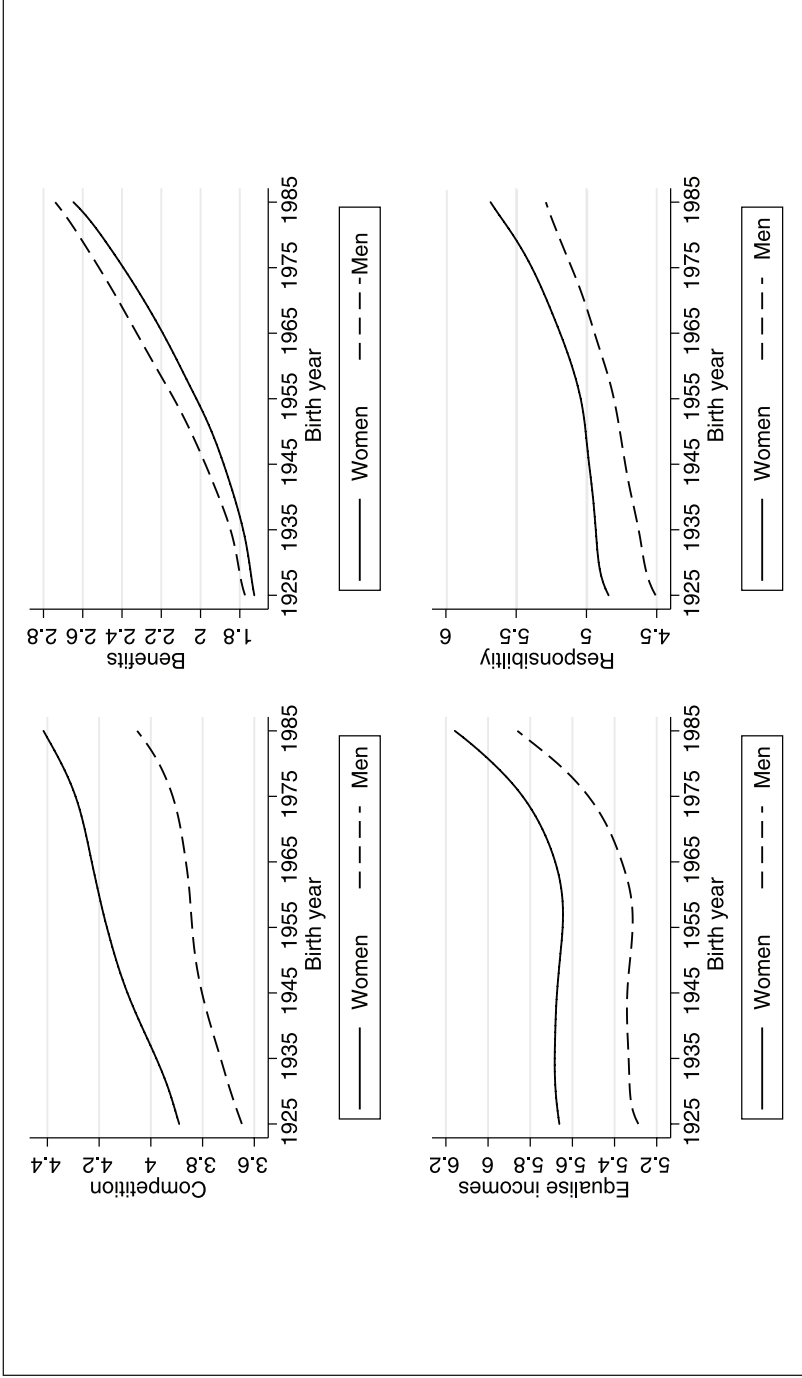 Competition
3.6 3.8 4 4.2 4.4
1925 1935 1945 1955 1965 1975 1985
Birth year
Women Men
Benefits
1.8 2 2.2 2.4 2.6 2.8
1925 1935 1945 1955 1965 1975 1985
Birth year
Women Men
Equalise incomes
5.2 5.4 5.6 5.8 6 6.2
1925 1935 1945 1955 1965 1975 1985
Birth year
Women Men
Responsibiltiy
4.5 5 5.5 6
1925 1935 1945 1955 1965 1975 1985
Birth year
Women Men